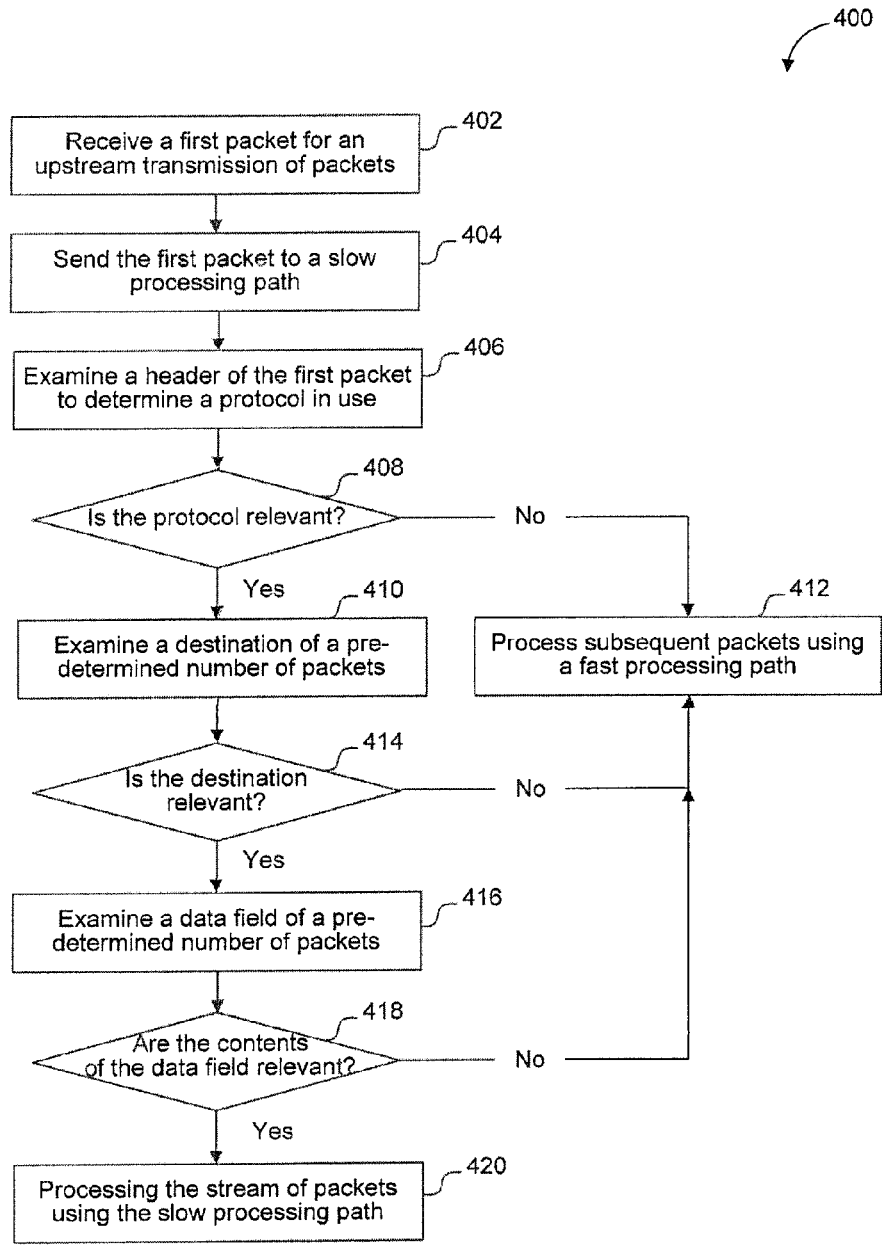 400
402
Receive a first packet for an
upstream transmission of packets
404
Send the first packet to a slow
processing path
406
Examine a header of the first packet
to determine a protocol in use
408
Is the protocol relevant?
No
Yes
410
412
Examine a destination of a pre-
determined number of packets
Process subsequent packets using
a fast processing path
414
Is the destination
relevant?
No
Yes
416
Examine a data field of a pre-
determined number of packets
418
Are the contents
of the data field relevant?
No
Yes
420
Processing the stream of packets
using the slow processing path